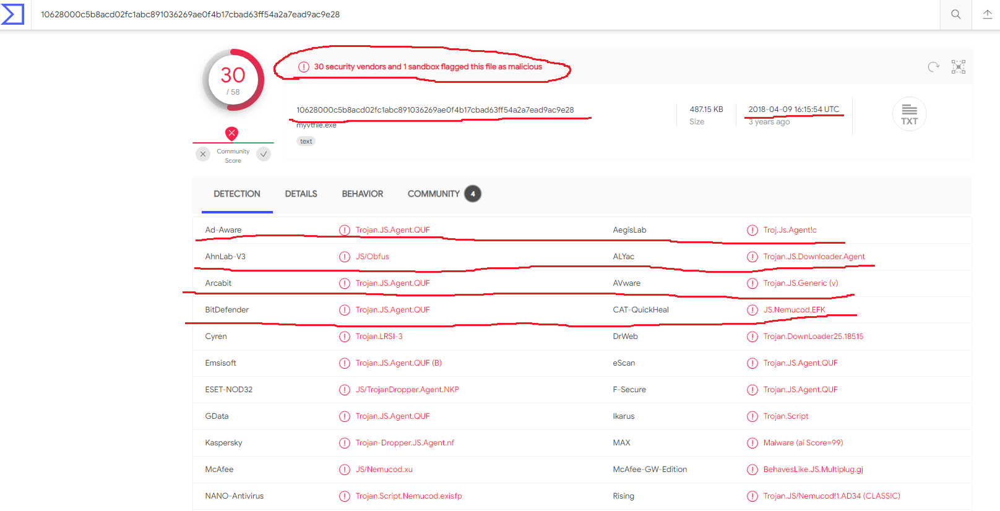 10628000c5b8acd02fc1abc891036269ae0f4b17cbad63ff54a2a7ead9ac9e28
30
/ 58
30 security vendors and 1 sandbox flagged this file as malicious
10628000c5b8acd02fc1abc891036269ae0f4b17cbad63ff54a2a7ead9ac9e28
myvtfile.exe
text
487.15 KB
Size
2018-04-09 16:15:54 UTC
3 years ago
TXT
Community
Score
DETECTION DETAILS BEHAVIOR COMMUNITY 4
Ad-Aware Trojan.JS.Agent.QUF AegisLab Troj.Js.Agent!c
AhnLab-V3 JS/Obfus ALYac Trojan.JS.Downloader.Agent
Arcabit Trojan.JS.Agent.QUF AVware Trojan.JS.Generic (v)
BitDefender Trojan.JS.Agent.QUF CAT-QuickHeal JS.Nemucod.EFK
Cyren Trojan.LRSI-3 DrWeb Trojan.DownLoader25.18515
Emsisoft Trojan.JS.Agent.QUF (B) eScan Trojan.JS.Agent.QUF
ESET-NOD32 JS/TrojanDropper.Agent.NKP F-Secure Trojan.JS.Agent.QUF
GData Trojan.JS.Agent.QUF Ikarus Trojan.Script
Kaspersky Trojan-Dropper.JS.Agent.nf MAX Malware (ai Score=99)
McAfee JS/Nemucod.xu McAfee-GW-Edition BehavesLike.JS.Multiplug.gj
NANO-Antivirus Trojan.Script.Nemucod.exisfp Rising Trojan.JS/Nemucod!1.AD34 (CLASSIC)